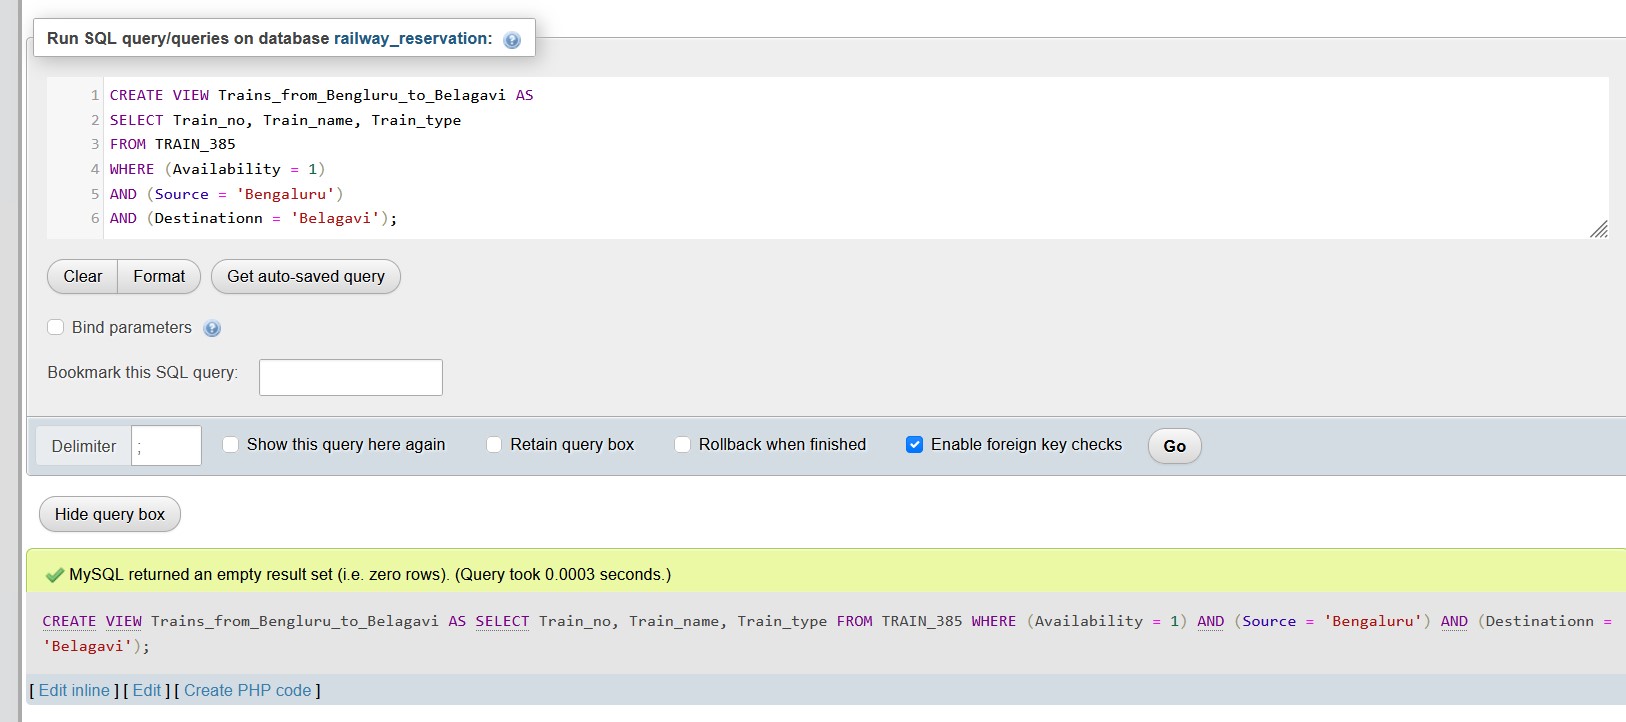 Run SQL query/queries on database railway_reservation:
1 CREATE VIEW Trains_from_Bengluru_to_Belagavi AS
2 SELECT Train_no, Train_name, Train_type
3 FROM TRAIN_385
4 WHERE (Availability = 1)
5 AND (Source = 'Bengaluru')
6 AND (Destinationn = 'Belagavi');
Clear Format Get auto-saved query
Bind parameters
Bookmark this SQL query:
Delimiter ; Show this query here again Retain query box Rollback when finished Enable foreign key checks Go
Hide query box
MySQL returned an empty result set (i.e. zero rows). (Query took 0.0003 seconds.)
CREATE VIEW Trains_from_Bengluru_to_Belagavi AS SELECT Train_no, Train_name, Train_type FROM TRAIN_385 WHERE (Availability = 1) AND (Source = 'Bengaluru') AND (Destinationn =
'Belagavi');
[ Edit inline ] [ Edit ] [ Create PHP code ]